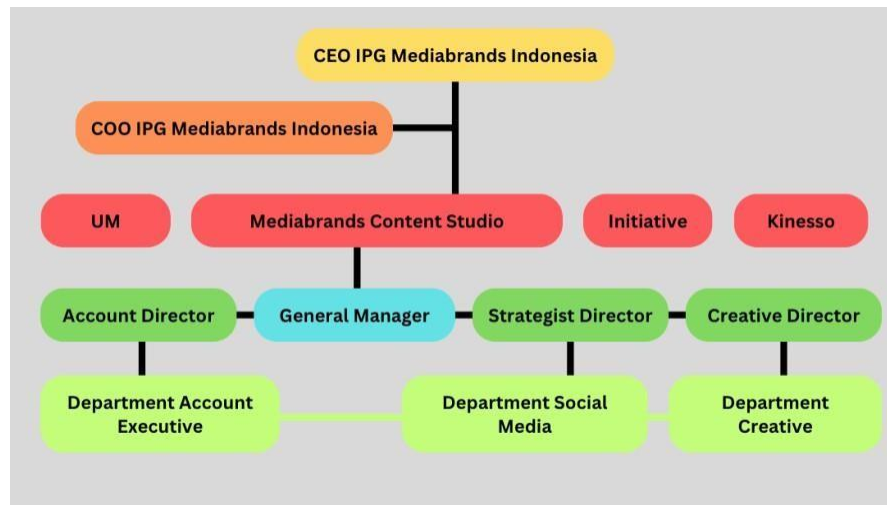 CEO IPG Mediabrands Indonesia
COO IPG Mediabrands Indonesia
UM
Mediabrands Content Studio
Initiative
Kinesso
Account Director
General Manager
Strategist Director
Creative Director
Department Account
Executive
Department Social
Media
Department
Creative